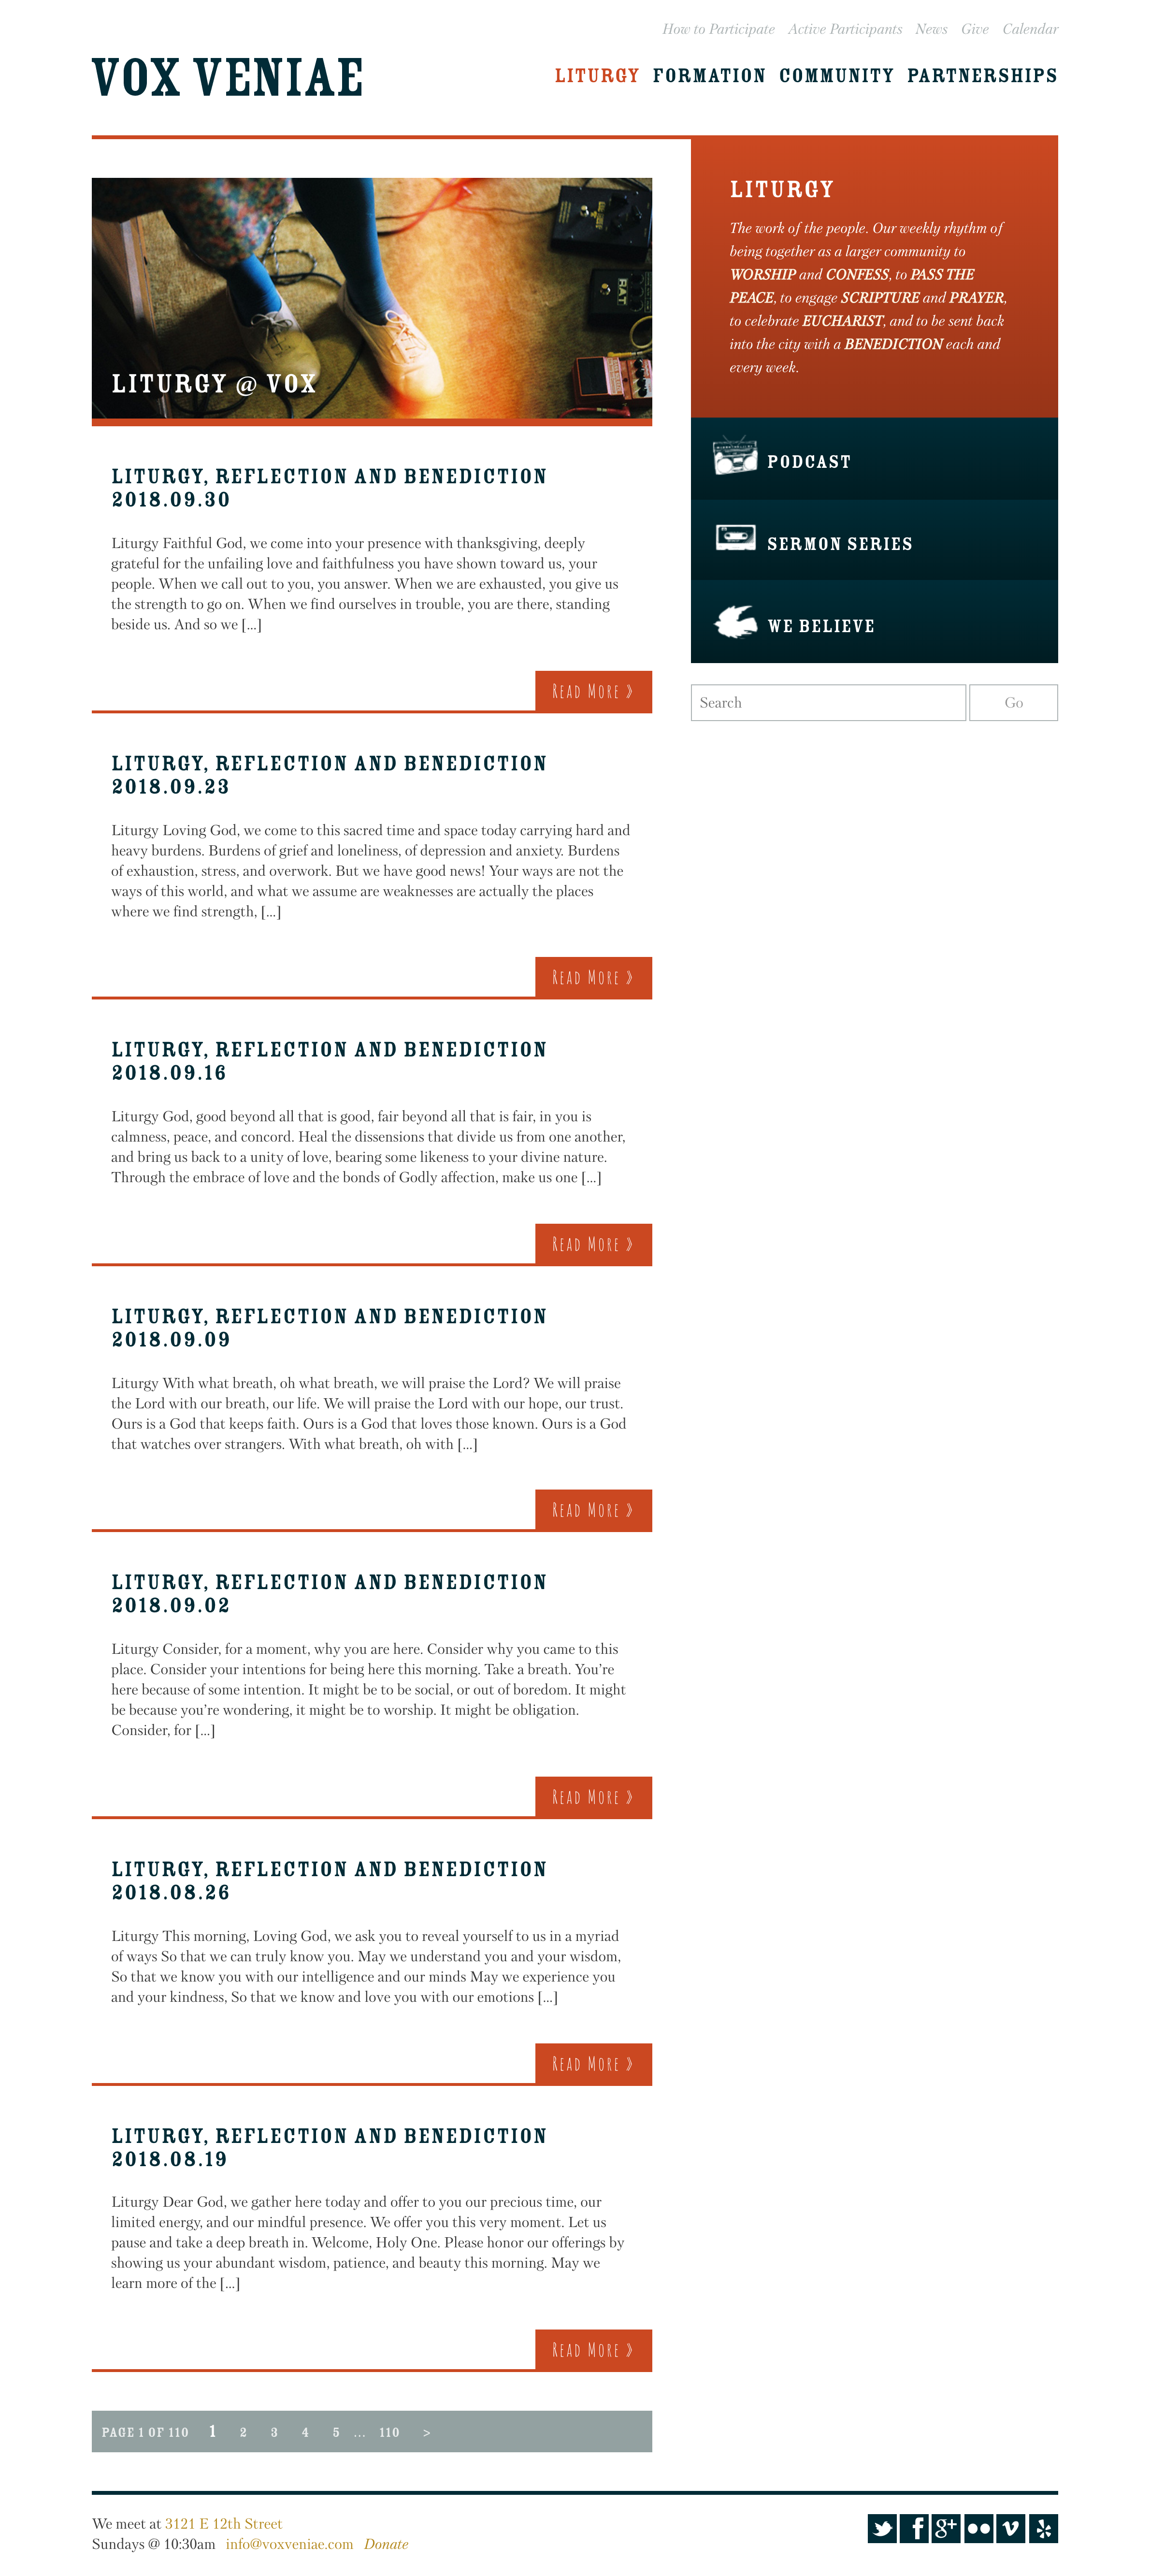 How to Participate Active Participants News Give Calendar
VOX VENIAE
LITURGY FORMATION COMMUNITY PARTNERSHIPS
LITURGY @ VOX
LITURGY, REFLECTION AND BENEDICTION
2018.09.30
Liturgy Faithful God, we come into your presence with thanksgiving, deeply
grateful for the unfailing love and faithfulness you have shown toward us, your
people. When we call out to you, you answer. When we are exhausted, you give us
the strength to go on. When we find ourselves in trouble, you are there, standing
beside us. And so we [...]
Read More »
LITURGY, REFLECTION AND BENEDICTION
2018.09.23
Liturgy Loving God, we come to this sacred time and space today carrying hard and
heavy burdens. Burdens of grief and loneliness, of depression and anxiety. Burdens
of exhaustion, stress, and overwork. But we have good news! Your ways are not the
ways of this world, and what we assume are weaknesses are actually the places
where we find strength, [...]
Read More »
LITURGY, REFLECTION AND BENEDICTION
2018.09.16
Liturgy God, good beyond all that is good, fair beyond all that is fair, in you is
calmness, peace, and concord. Heal the dissensions that divide us from one another,
and bring us back to a unity of love, bearing some likeness to your divine nature.
Through the embrace of love and the bonds of Godly affection, make us one [...]
Read More »
LITURGY, REFLECTION AND BENEDICTION
2018.09.09
Liturgy With what breath, oh what breath, we will praise the Lord? We will praise
the Lord with our breath, our life. We will praise the Lord with our hope, our trust.
Ours is a God that keeps faith. Ours is a God that loves those known. Ours is a God
that watches over strangers. With what breath, oh with [...]
Read More »
LITURGY, REFLECTION AND BENEDICTION
2018.09.02
Liturgy Consider, for a moment, why you are here. Consider why you came to this
place. Consider your intentions for being here this morning. Take a breath. You're
here because of some intention. It might be to be social, or out of boredom. It might
be because you're wondering, it might be to worship. It might be obligation.
Consider, for [...]
Read More »
LITURGY, REFLECTION AND BENEDICTION
2018.08.26
Liturgy This morning, Loving God, we ask you to reveal yourself to us in a myriad
of ways So that we can truly know you. May we understand you and your wisdom,
So that we know you with our intelligence and our minds May we experience you
and your kindness, So that we know and love you with our emotions [...]
Read More »
LITURGY, REFLECTION AND BENEDICTION
2018.08.19
Liturgy Dear God, we gather here today and offer to you our precious time, our
limited energy, and our mindful presence. We offer you this very moment. Let us
pause and take a deep breath in. Welcome, Holy One. Please honor our offerings by
showing us your abundant wisdom, patience, and beauty this morning. May we
learn more of the [...]
Read More »
PAGE 1 OF 110 1 2 3 4 5 ... 110 >
LITURGY
The work of the people. Our weekly rhythm of
being together as a larger community to
WORSHIP and CONFESS, to PASS THE
PEACE, to engage SCRIPTURE and PRAYER,
to celebrate EUCHARIST, and to be sent back
into the city with a BENEDICTION each and
every week.
PODCAST
SERMON SERIES
WE BELIEVE
Search Go
RAT
We meet at 3121 E 12th Street
Sundays @ 10:30am info@voxveniae.com Donate